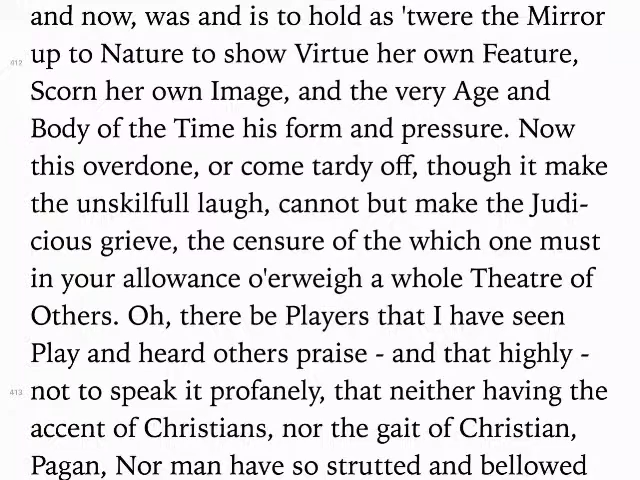 and now, was and is to hold as 'twere the Mirror
412 up to Nature to show Virtue her own Feature,
Scorn her own Image, and the very Age and
Body of the Time his form and pressure. Now
this overdone, or come tardy off, though it make
the unskilfull laugh, cannot but make the Judi-
cious grieve, the censure of the which one must
in your allowance o'erweigh a whole Theatre of
Others. Oh, there be Players that I have seen
Play and heard others praise - and that highly -
413 not to speak it profanely, that neither having the
accent of Christians, nor the gait of Christian,
Pagan, Nor man have so strutted and bellowed